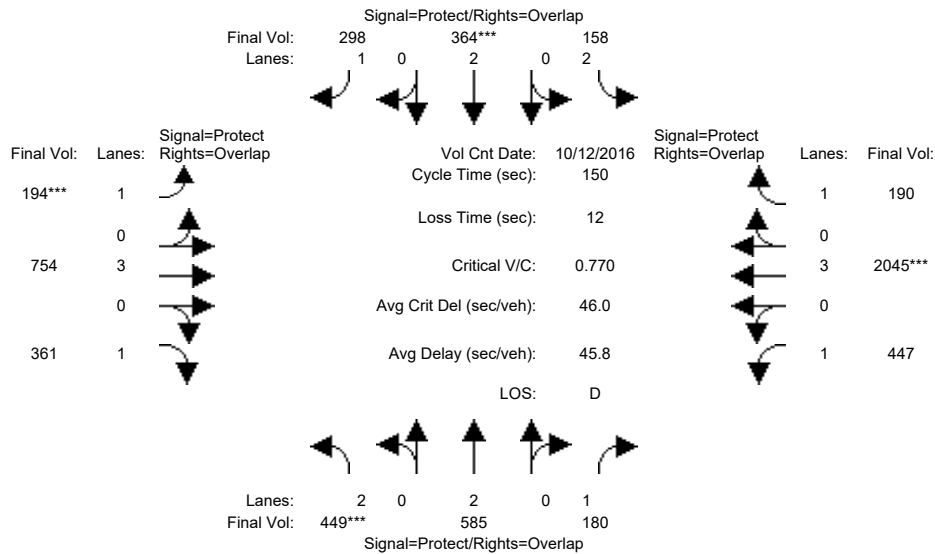 Signal=Protect/Rights=Overlap
Final Vol: 298 364*** 158
Lanes: 1 0 2 0 2
Signal=Protect
Final Vol: Lanes: Rights=Overlap
Vol Cnt Date: 10/12/2016
Signal=Protect
Rights=Overlap Lanes: Final Vol:
Cycle Time (sec): 150
194*** 1
1 190
Loss Time (sec): 12
0
0
754 3
Critical V/C: 0.770
3 2045***
0
Avg Crit Del (sec/veh): 46.0
0
361 1
Avg Delay (sec/veh): 45.8
1 447
LOS: D
Lanes: 2 0 2 0 1
Final Vol: 449*** 585 180
Signal=Protect/Rights=Overlap